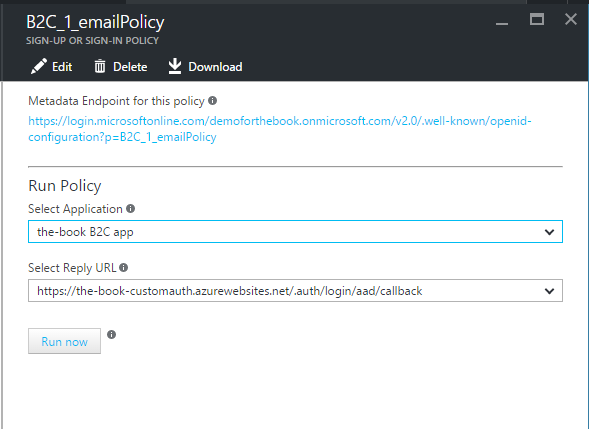 B2C_1_emailPolicy
SIGN-UP OR SIGN-IN POLICY
Edit Delete Download
Metadata Endpoint for this policy
https://login.microsoftonline.com/demoforthebook.onmicrosoft.com/v2.0/.well-known/openid-
configuration?p=B2C_1_emailPolicy
Run Policy
Select Application
the-book B2C app
Select Reply URL
https://the-book-customauth.azurewebsites.net/.auth/login/aad/callback
Run now